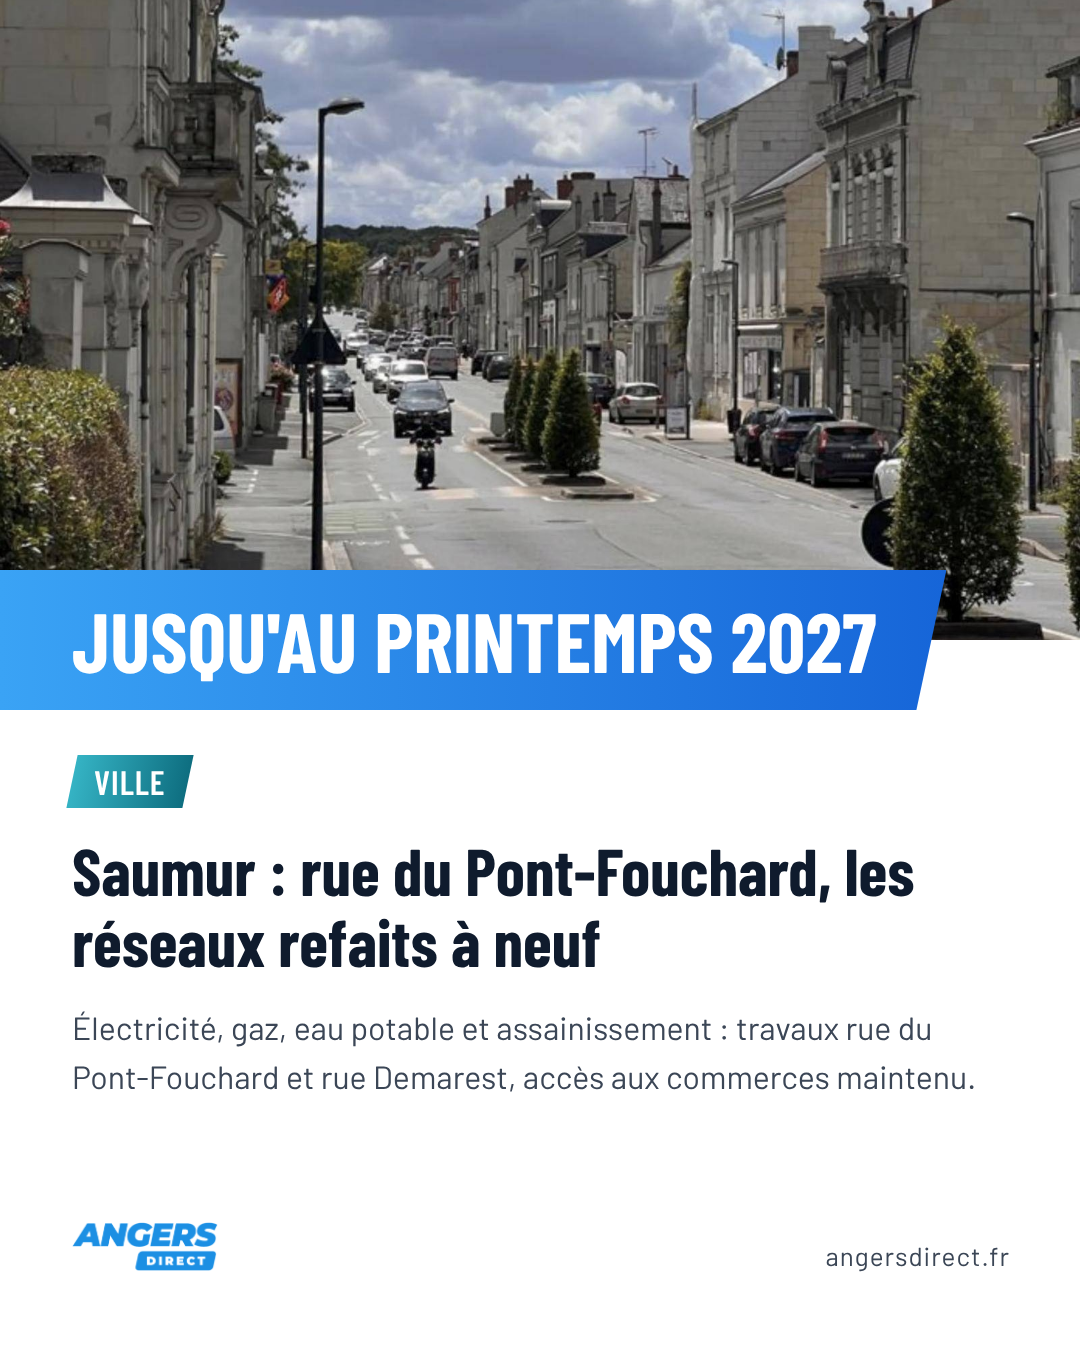 JUSQU'AU PRINTEMPS 2027
VILLE
Saumur : rue du Pont-Fouchard, les
réseaux refaits à neuf
Électricité, gaz, eau potable et assainissement : travaux rue du
Pont-Fouchard et rue Demarest, accès aux commerces maintenu.
ANGERS
DIRECT
angersdirect.fr